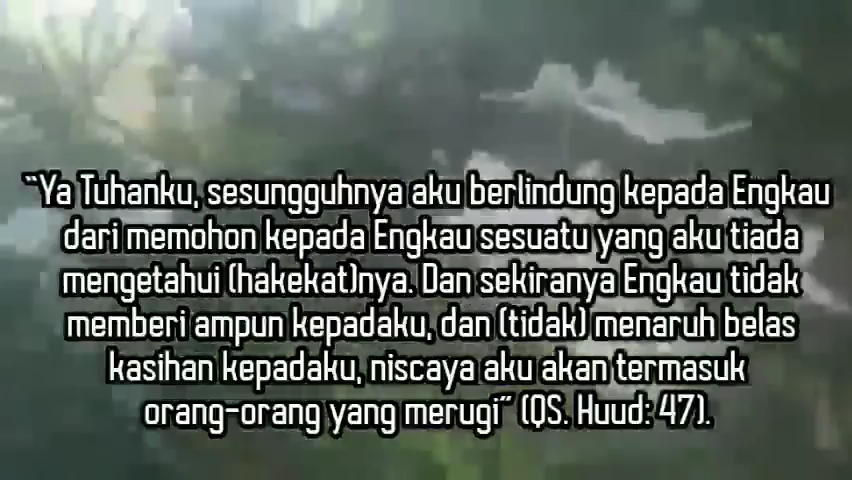 “Ya Tuhanku, sesungguhnya aku berlindung kepada Engkau
dari memohon kepada Engkau sesuatu yang aku tiada
mengetahui (hakekat)nya. Dan sekiranya Engkau tidak
memberi ampun kepadaku, dan (tidak) menaruh belas
kasihan kepadaku, niscaya aku akan termasuk
orang-orang yang merugi” (QS. Huud: 47).